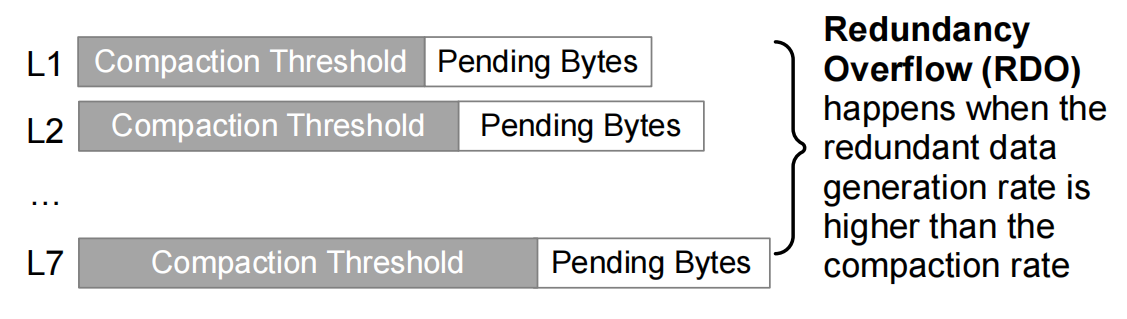 L1 Compaction Threshold Pending Bytes
L2 Compaction Threshold Pending Bytes
...
L7 Compaction Threshold Pending Bytes
Redundancy
Overflow (RDO)
happens when the
redundant data
generation rate is
higher than the
compaction rate